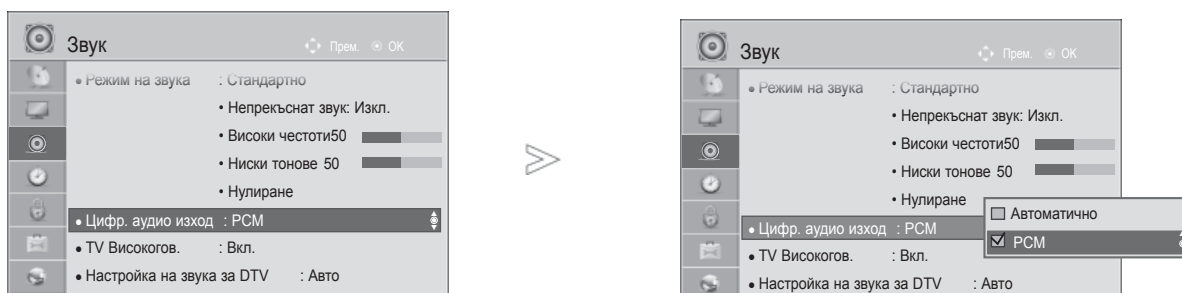 Звук Прем. OK
• Режим на звука : Стандартно
• Непрекъснат звук: Изкл.
• Високи честоти50
• Ниски тонове 50
• Нулиране
• Цифр. аудио изход : PCM
• TV Високогов. : Вкл.
• Настройка на звука за DTV : Авто
Звук Прем. OK
• Режим на звука : Стандартно
• Непрекъснат звук: Изкл.
• Високи честоти50
• Ниски тонове 50
• Нулиране
Автоматично
• Цифр. аудио изход : PCM
PCM
• TV Високогов. : Вкл.
• Настройка на звука за DTV : Авто